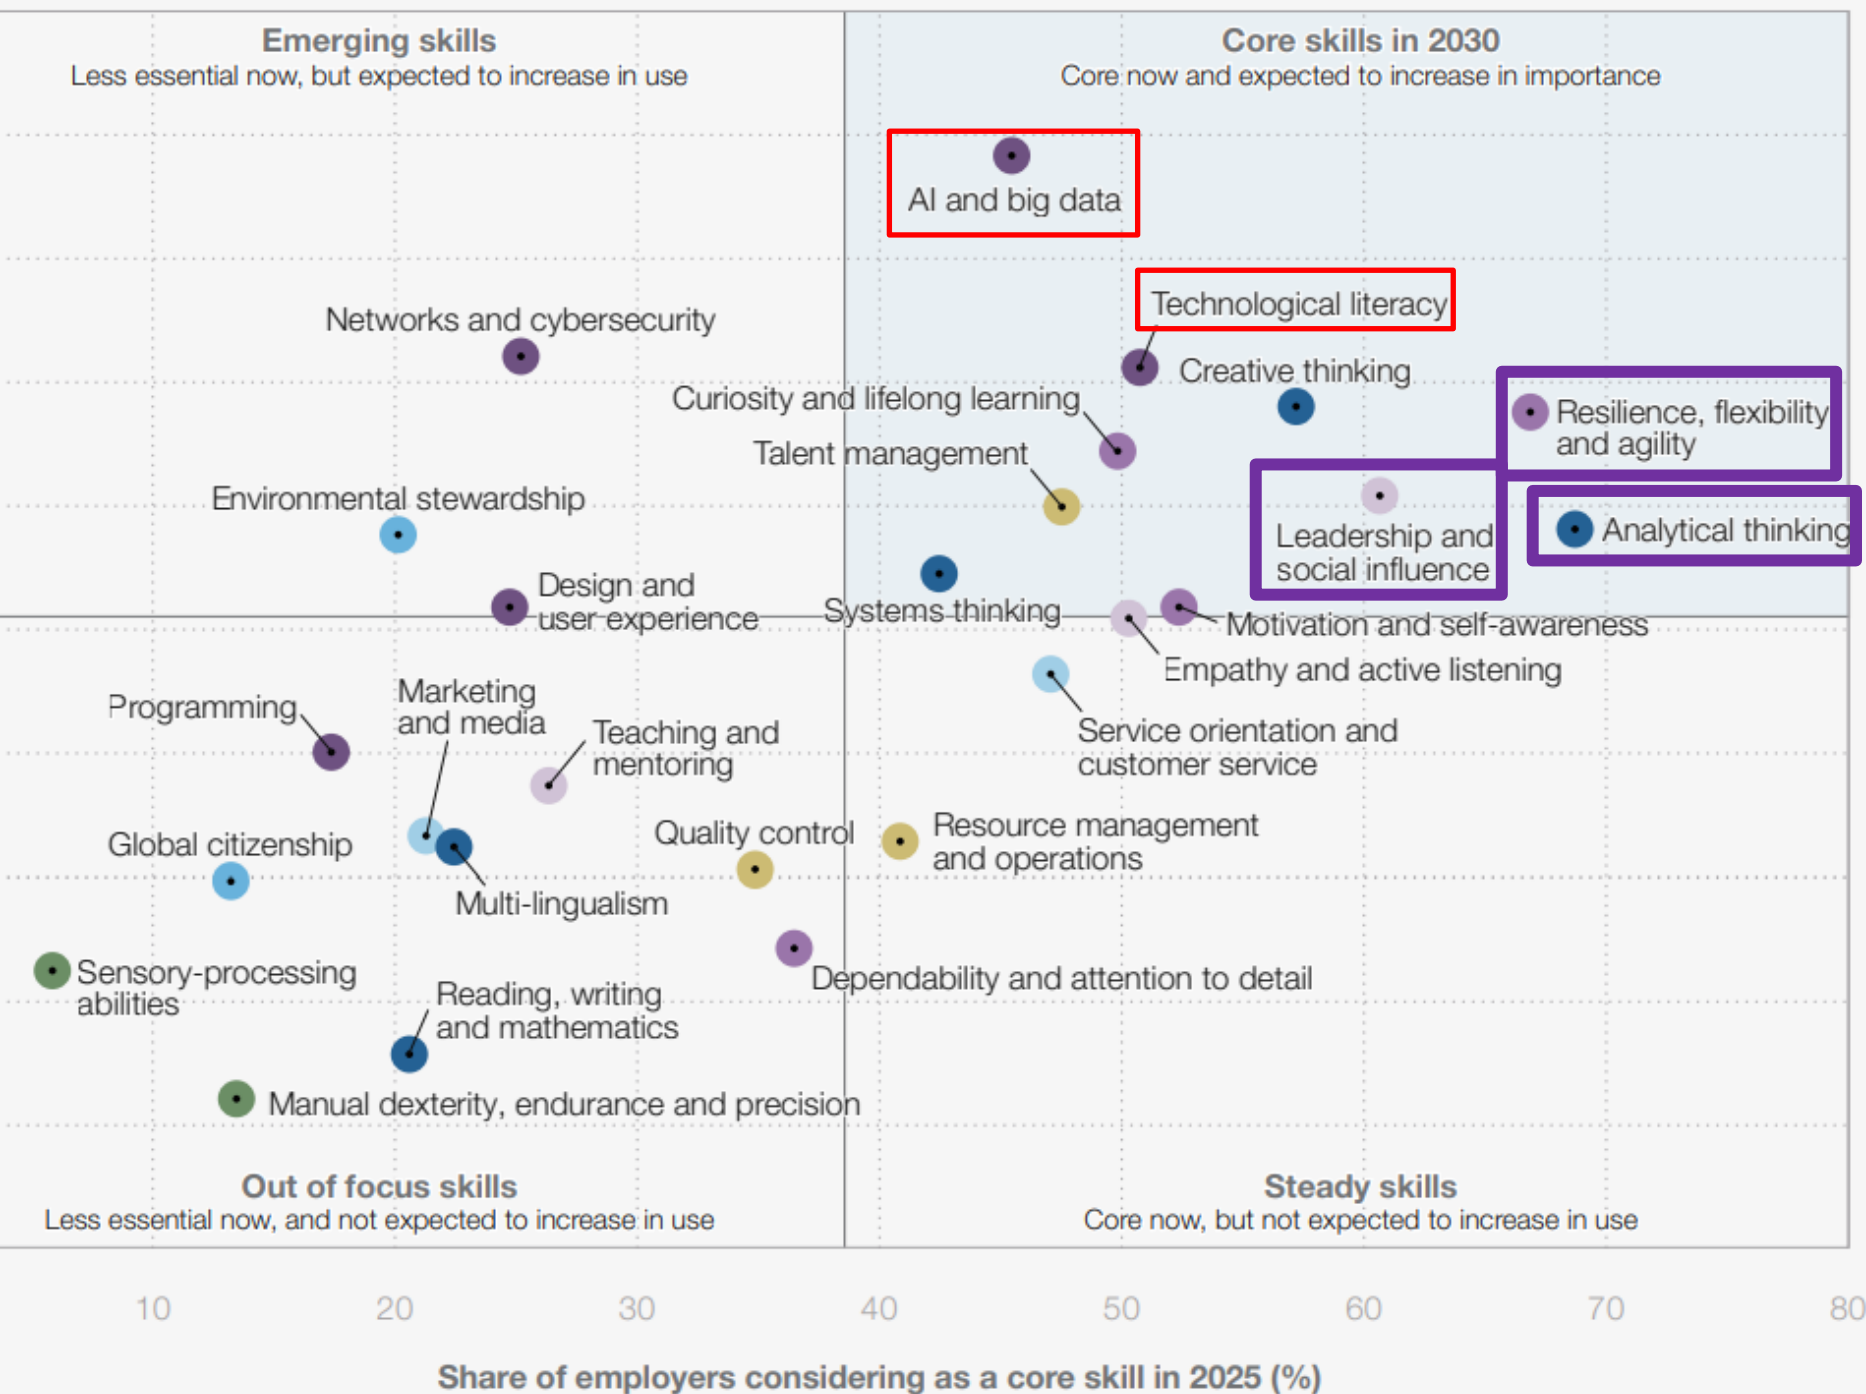 Emerging skills
Less essential now, but expected to increase in use
Core skills in 2030
Core now and expected to increase in importance
AI and big data
Technological literacy
Networks and cybersecurity
Creative thinking
Curiosity and lifelong learning
Resilience, flexibility
and agility
Talent management
Environmental stewardship
Leadership and
social influence
Analytical thinking
Design and
user experience
Systems thinking
Motivation and self-awareness
Empathy and active listening
Programming
Marketing
and media
Teaching and
mentoring
Service orientation and
customer service
Global citizenship
Quality control
Resource management
and operations
Multi-lingualism
Sensory-processing
abilities
Dependability and attention to detail
Reading, writing
and mathematics
Manual dexterity, endurance and precision
Out of focus skills
Less essential now, and not expected to increase in use
Steady skills
Core now, but not expected to increase in use
10 20 30 40 50 60 70 80
Share of employers considering as a core skill in 2025 (%)